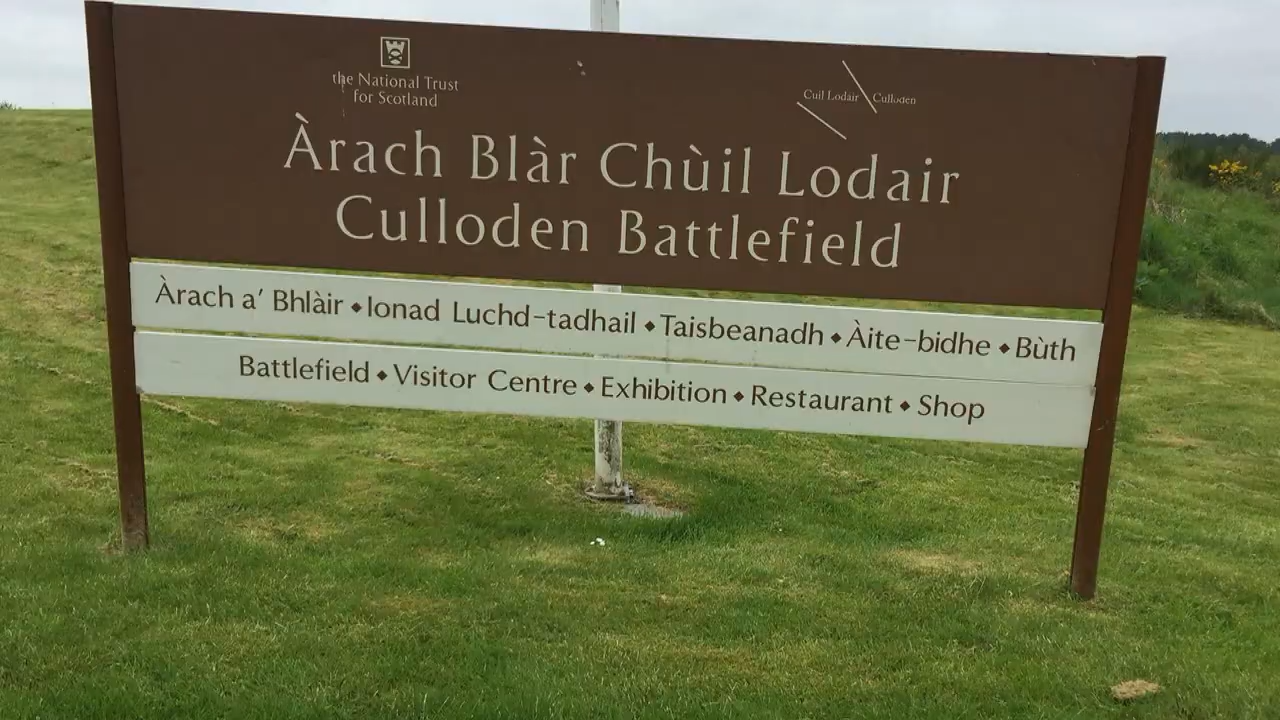 the National Trust
for Scotland
Cuil Lodair Culloden
Àrach Blàr Chùil Lodair
Culloden Battlefield
Àrach a' Bhlàir ◆ Ionad Luchd-tadhail ◆ Taisbeanadh ◆ Àite-bidhe ◆ Bùth
Battlefield ◆ Visitor Centre ◆ Exhibition ◆ Restaurant ◆ Shop